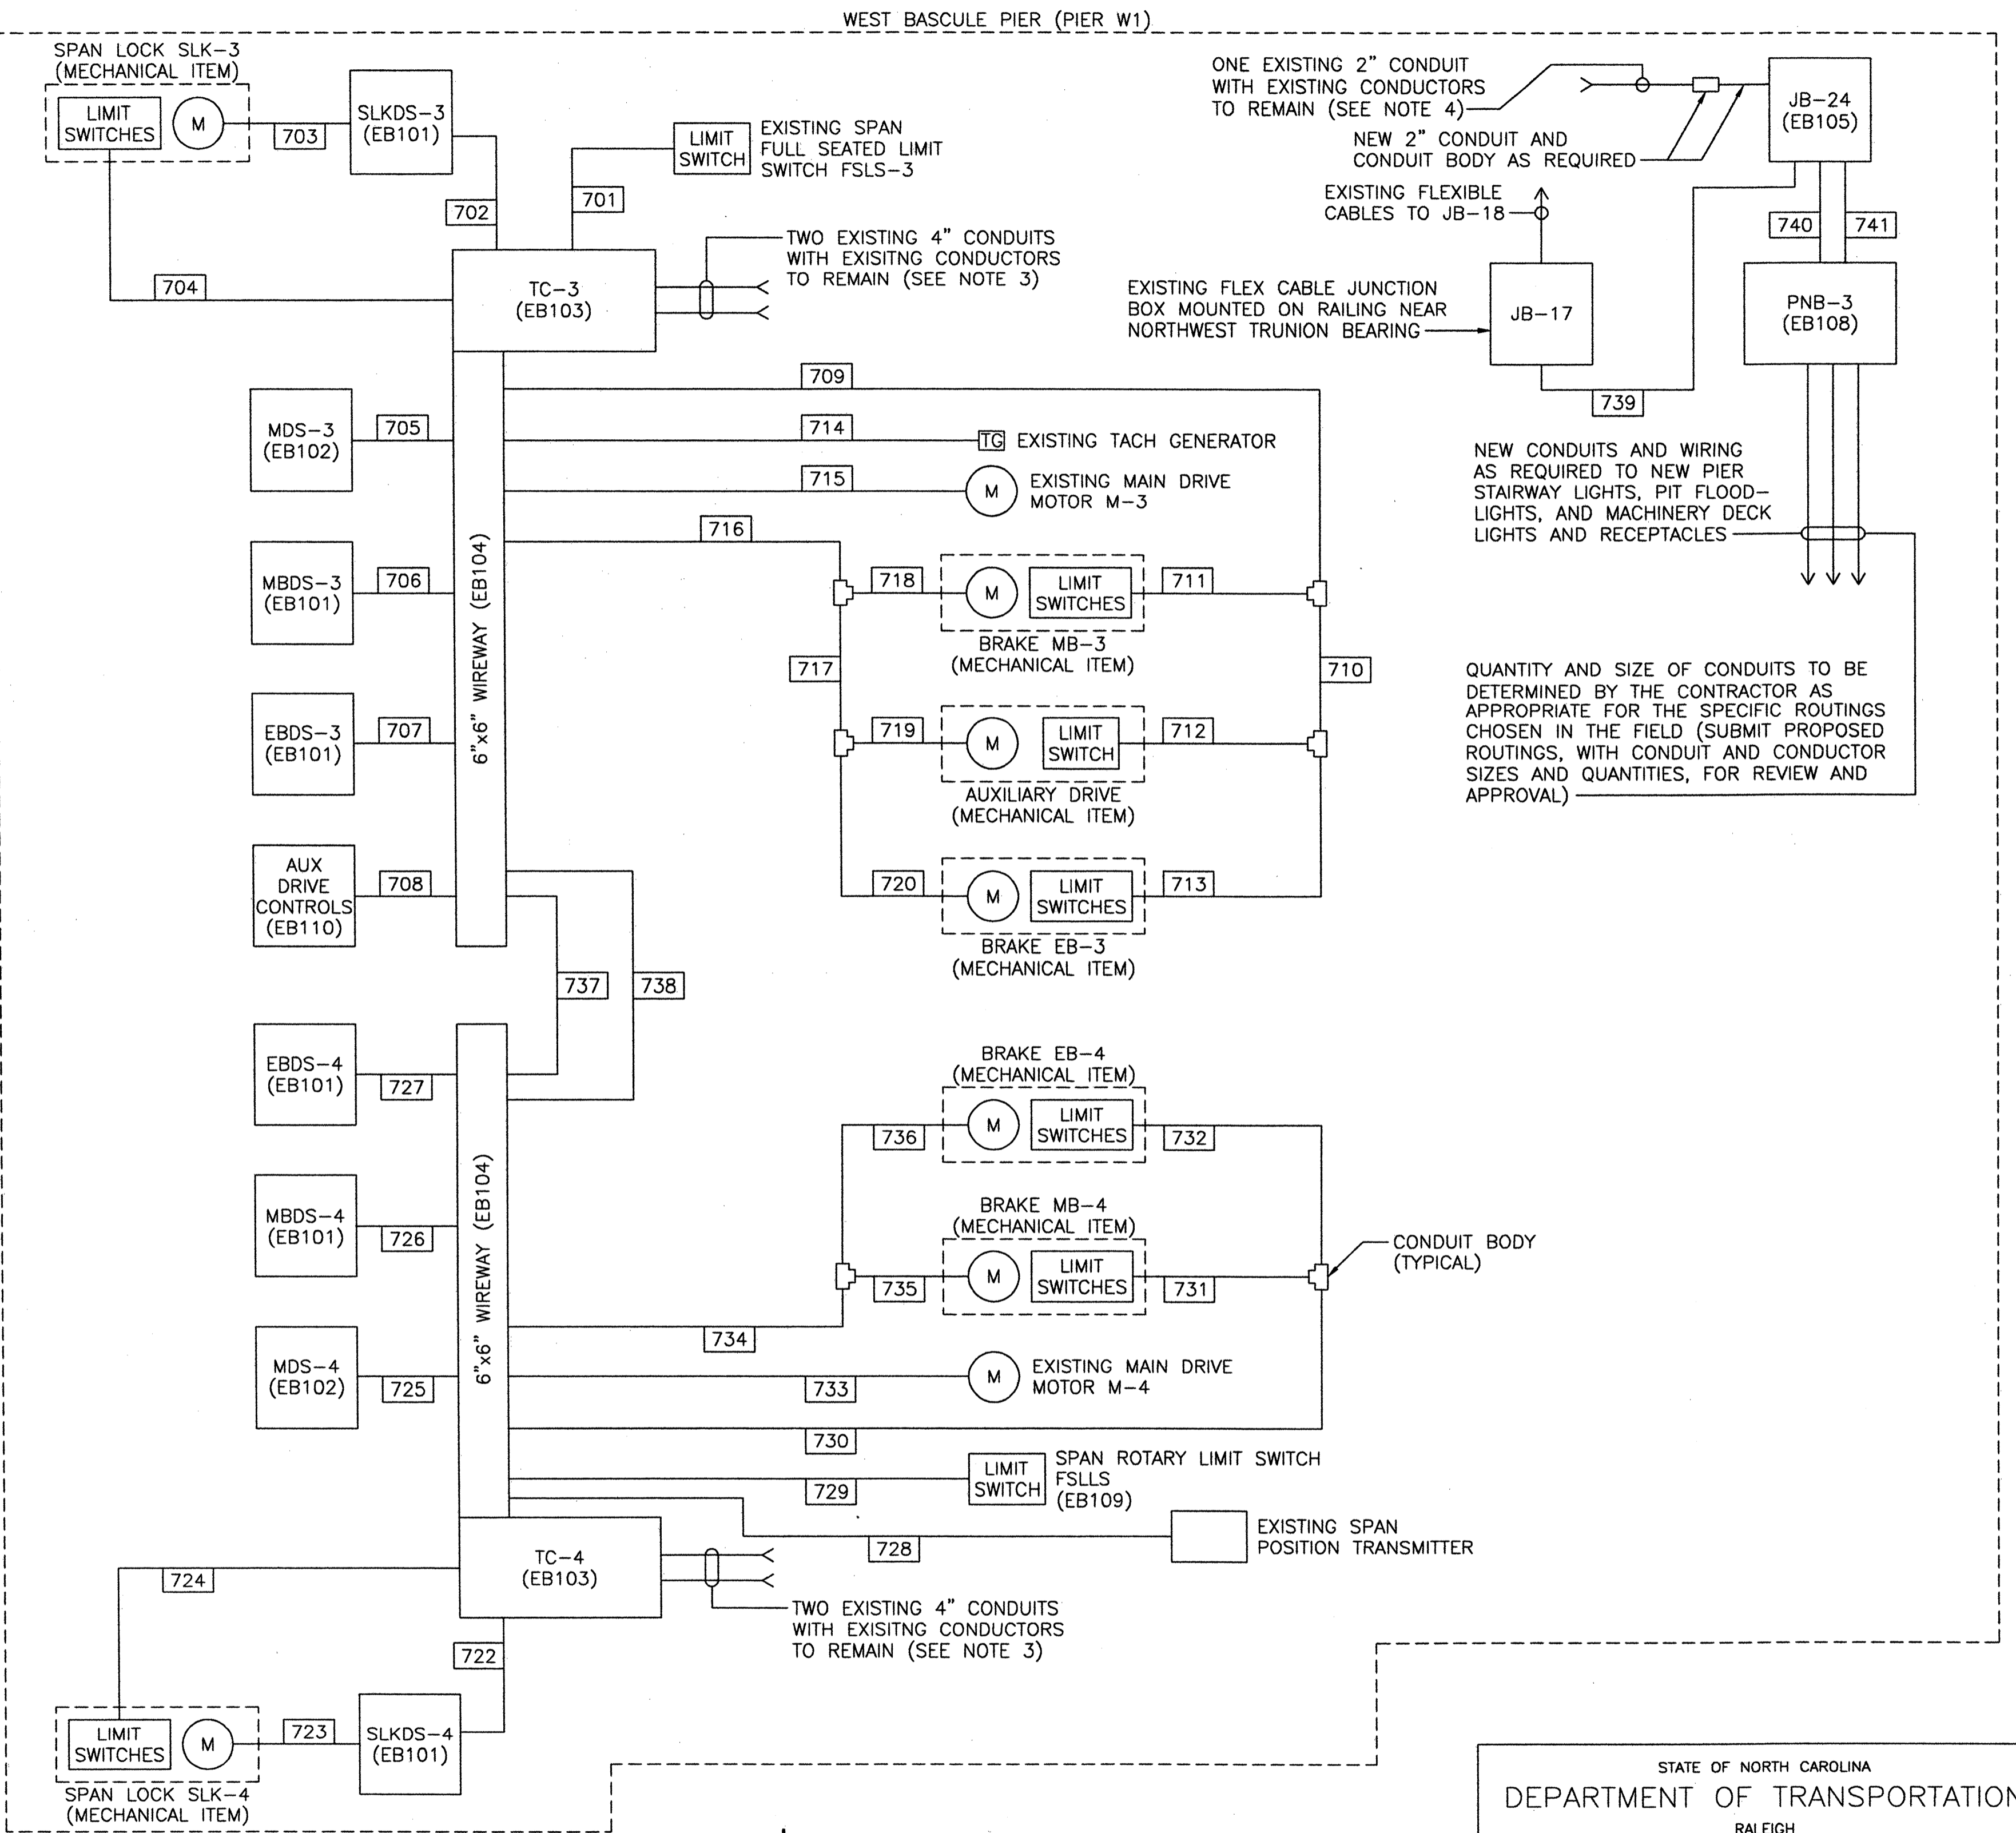 WEST BASCULE PIER (PIER W1)
SPAN LOCK SLK-3
(MECHANICAL ITEM)
LIMIT
SWITCHES
M
703
SLKDS-3
(EB101)
702
701
LIMIT
SWITCH
EXISTING SPAN
FULL SEATED LIMIT
SWITCH FSLS-3
704
TC-3
(EB103)
TWO EXISTING 4" CONDUITS
WITH EXISITNG CONDUCTORS
TO REMAIN (SEE NOTE 3)
ONE EXISTING 2" CONDUIT
WITH EXISTING CONDUCTORS
TO REMAIN (SEE NOTE 4)
NEW 2" CONDUIT AND
CONDUIT BODY AS REQUIRED
JB-24
(EB105)
EXISTING FLEXIBLE
CABLES TO JB-18
740
741
EXISTING FLEX CABLE JUNCTION
BOX MOUNTED ON RAILING NEAR
NORTHWEST TRUNION BEARING
JB-17
PNB-3
(EB108)
739
NEW CONDUITS AND WIRING
AS REQUIRED TO NEW PIER
STAIRWAY LIGHTS, PIT FLOOD-
LIGHTS, AND MACHINERY DECK
LIGHTS AND RECEPTACLES
QUANTITY AND SIZE OF CONDUITS TO BE
DETERMINED BY THE CONTRACTOR AS
APPROPRIATE FOR THE SPECIFIC ROUTINGS
CHOSEN IN THE FIELD (SUBMIT PROPOSED
ROUTINGS, WITH CONDUIT AND CONDUCTOR
SIZES AND QUANTITIES, FOR REVIEW AND
APPROVAL)
709
MDS-3
(EB102)
705
714
TG
EXISTING TACH GENERATOR
715
M
EXISTING MAIN DRIVE
MOTOR M-3
716
6"x6" WIREWAY (EB104)
MBDS-3
(EB101)
706
718
M
LIMIT
SWITCHES
711
BRAKE MB-3
(MECHANICAL ITEM)
717
710
EBDS-3
(EB101)
707
719
M
LIMIT
SWITCH
712
AUXILIARY DRIVE
(MECHANICAL ITEM)
AUX
DRIVE
CONTROLS
(EB110)
708
720
M
LIMIT
SWITCHES
713
BRAKE EB-3
(MECHANICAL ITEM)
737
738
EBDS-4
(EB101)
727
BRAKE EB-4
(MECHANICAL ITEM)
736
M
LIMIT
SWITCHES
732
6"x6" WIREWAY (EB104)
MBDS-4
(EB101)
726
BRAKE MB-4
(MECHANICAL ITEM)
735
M
LIMIT
SWITCHES
731
CONDUIT BODY
(TYPICAL)
734
MDS-4
(EB102)
725
733
M
EXISTING MAIN DRIVE
MOTOR M-4
730
729
LIMIT
SWITCH
SPAN ROTARY LIMIT SWITCH
FSLLS
(EB109)
728
EXISTING SPAN
POSITION TRANSMITTER
TC-4
(EB103)
724
TWO EXISTING 4" CONDUITS
WITH EXISITNG CONDUCTORS
TO REMAIN (SEE NOTE 3)
722
LIMIT
SWITCHES
M
723
SLKDS-4
(EB101)
SPAN LOCK SLK-4
(MECHANICAL ITEM)
STATE OF NORTH CAROLINA
DEPARTMENT OF TRANSPORTATION
RALEIGH